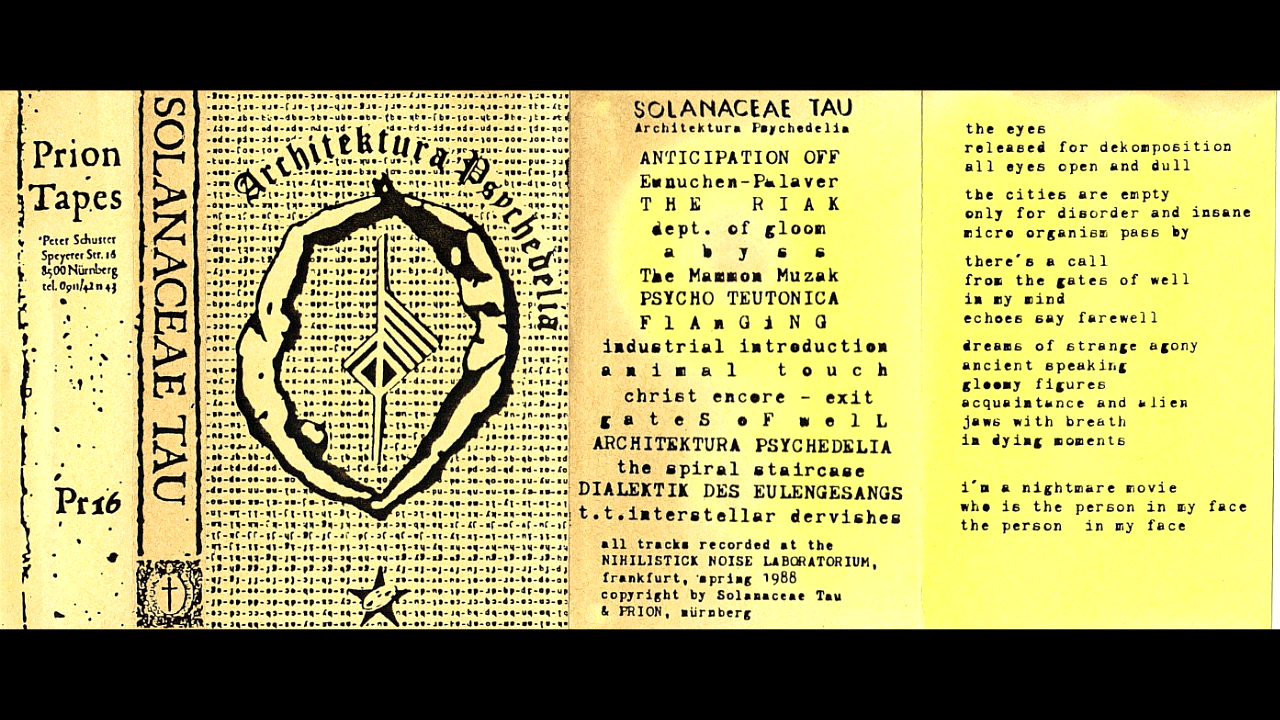 Prion
Tapes
Peter Schuster
Speyerer Str. 18
8500 Nürnberg
tel. 0911/42 11 43
Pr16
SOLANACEAE TAU
Architektura Psychedelia
SOLANACEAE TAU
Architektura Psychedelia
ANTICIPATION OFF
Eunuchen-Palaver
THE RIAK
dept. of gloom
abyss
The Mammon Muzak
PSYCHO TEUTONICA
FlAnGiNG
industrial introduction
animal touch
christ encore - exit
gateS oF welL
ARCHITEKTURA PSYCHEDELIA
the spiral staircase
DIALEKTIK DES EULENGESANGS
t.t.interstellar dervishes
all tracks recorded at the
NIHILISTICK NOISE LABORATORIUM,
frankfurt, spring 1988
copyright by Solanaceae Tau
& PRION, nürnberg
the eyes
released for dekomposition
all eyes open and dull
the cities are empty
only for disorder and insane
micro organism pass by
there's a call
from the gates of well
in my mind
echoes say farewell
dreams of strange agony
ancient speaking
gloomy figures
acquaintance and alien
jaws with breath
in dying moments
i'm a nightmare movie
who is the person in my face
the person in my face